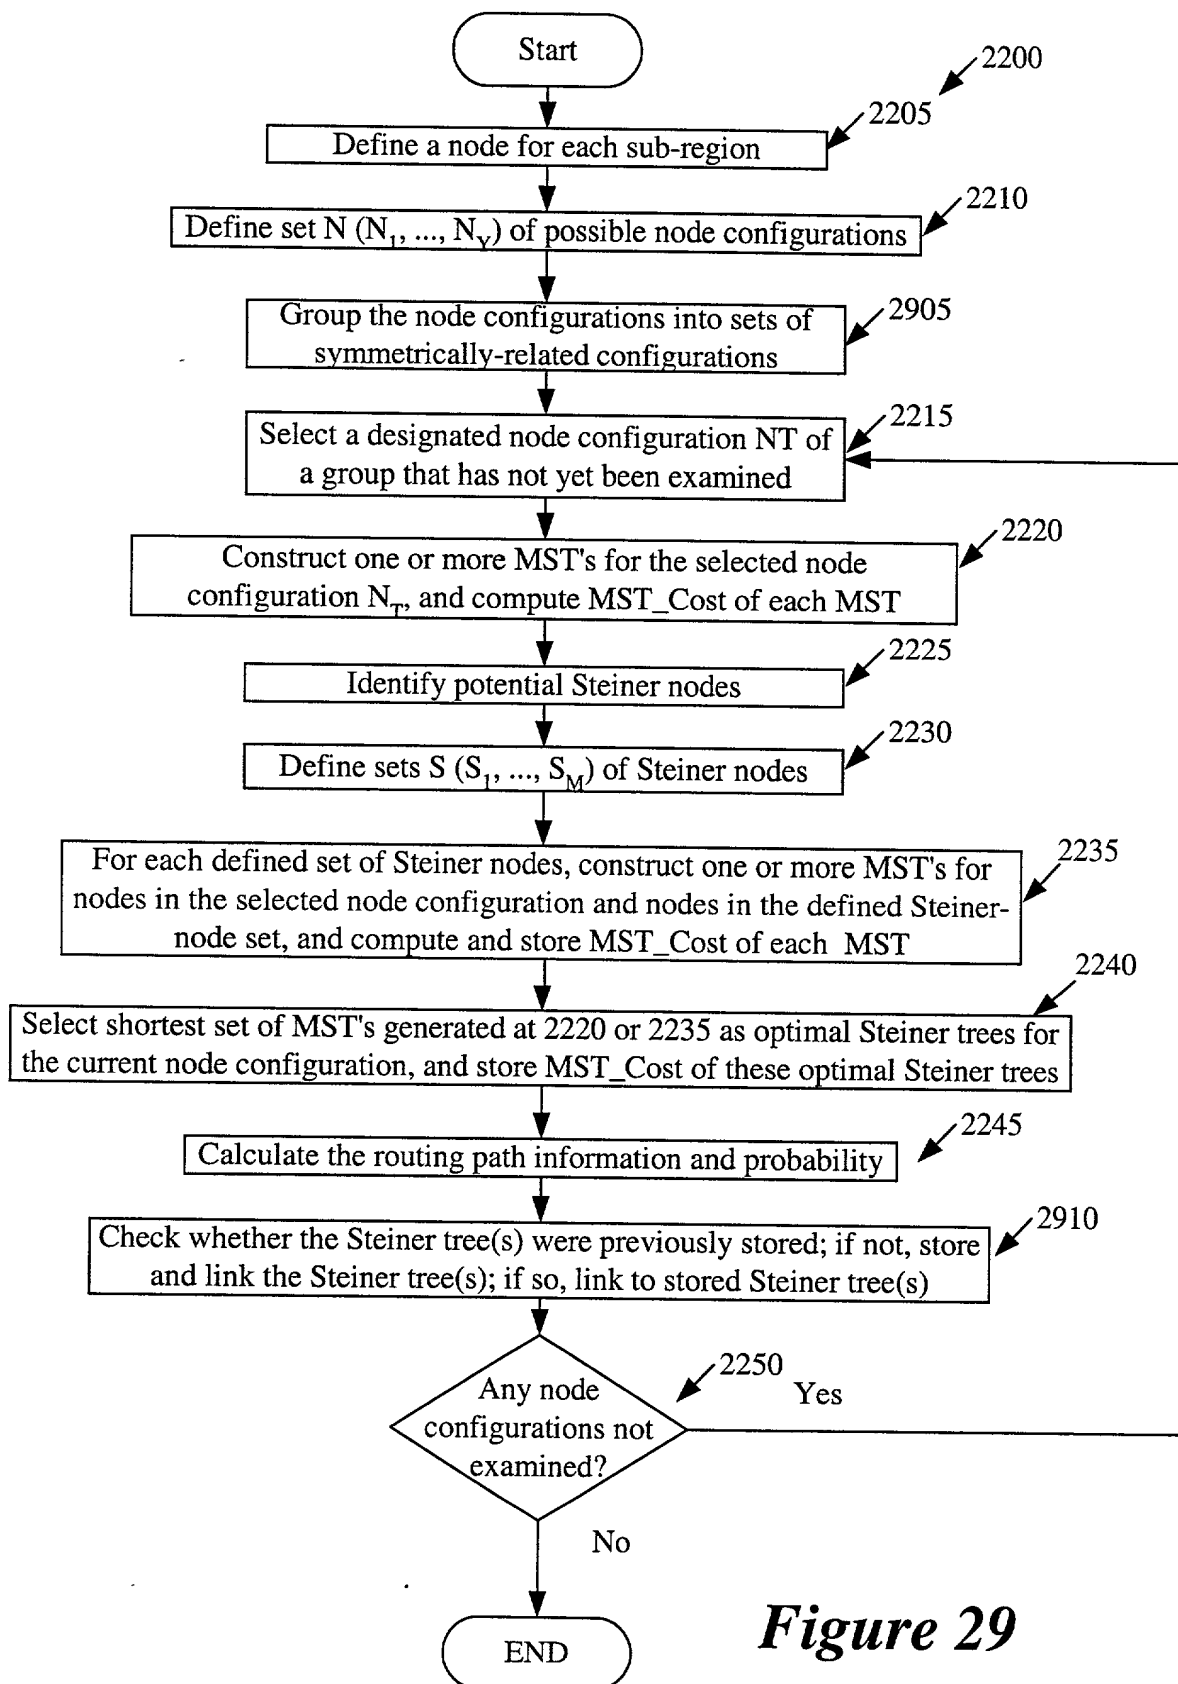 Start
2200
2205
Define a node for each sub-region
2210
Define set N (N1, ..., NY) of possible node configurations
2905
Group the node configurations into sets of
symmetrically-related configurations
2215
Select a designated node configuration NT of
a group that has not yet been examined
2220
Construct one or more MST's for the selected node
configuration NT, and compute MST_Cost of each MST
2225
Identify potential Steiner nodes
2230
Define sets S (S1, ..., SM) of Steiner nodes
2235
For each defined set of Steiner nodes, construct one or more MST's for
nodes in the selected node configuration and nodes in the defined Steiner-
node set, and compute and store MST_Cost of each MST
2240
Select shortest set of MST's generated at 2220 or 2235 as optimal Steiner trees for
the current node configuration, and store MST_Cost of these optimal Steiner trees
2245
Calculate the routing path information and probability
2910
Check whether the Steiner tree(s) were previously stored; if not, store
and link the Steiner tree(s); if so, link to stored Steiner tree(s)
2250
Yes
Any node
configurations not
examined?
No
END
Figure 29